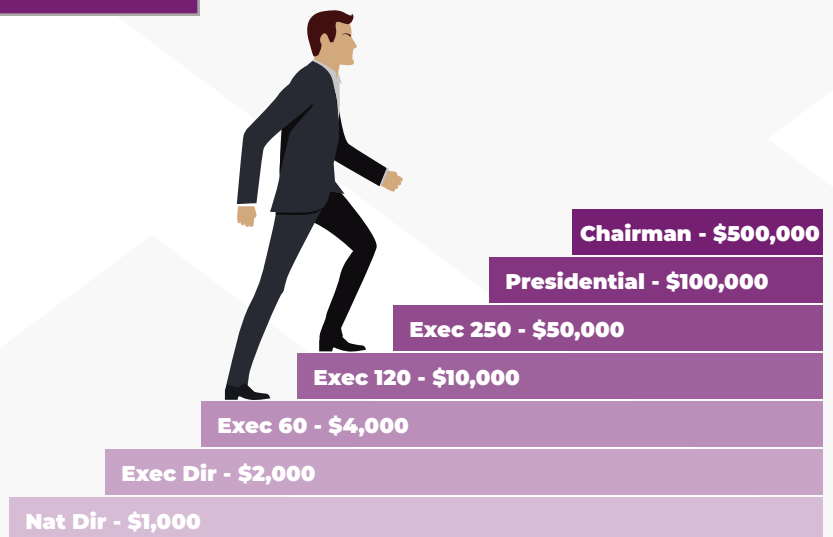 Chairman - $500,000
Presidential - $100,000
Exec 250 - $50,000
Exec 120 - $10,000
Exec 60 - $4,000
Exec Dir - $2,000
Nat Dir - $1,000